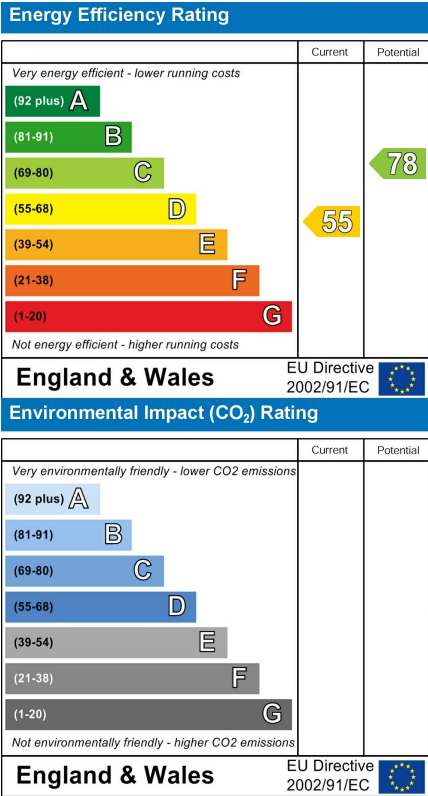 Energy Efficiency Rating
Current Potential
Very energy efficient - lower running costs
(92 plus) A
(81-91) B
(69-80) C
78
(55-68) D
55
(39-54) E
(21-38) F
(1-20) G
Not energy efficient - higher running costs
England & Wales
EU Directive
2002/91/EC
Environmental Impact (CO₂) Rating
Current Potential
Very environmentally friendly - lower CO2 emissions
(92 plus) A
(81-91) B
(69-80) C
(55-68) D
(39-54) E
(21-38) F
(1-20) G
Not environmentally friendly - higher CO2 emissions
England & Wales
EU Directive
2002/91/EC